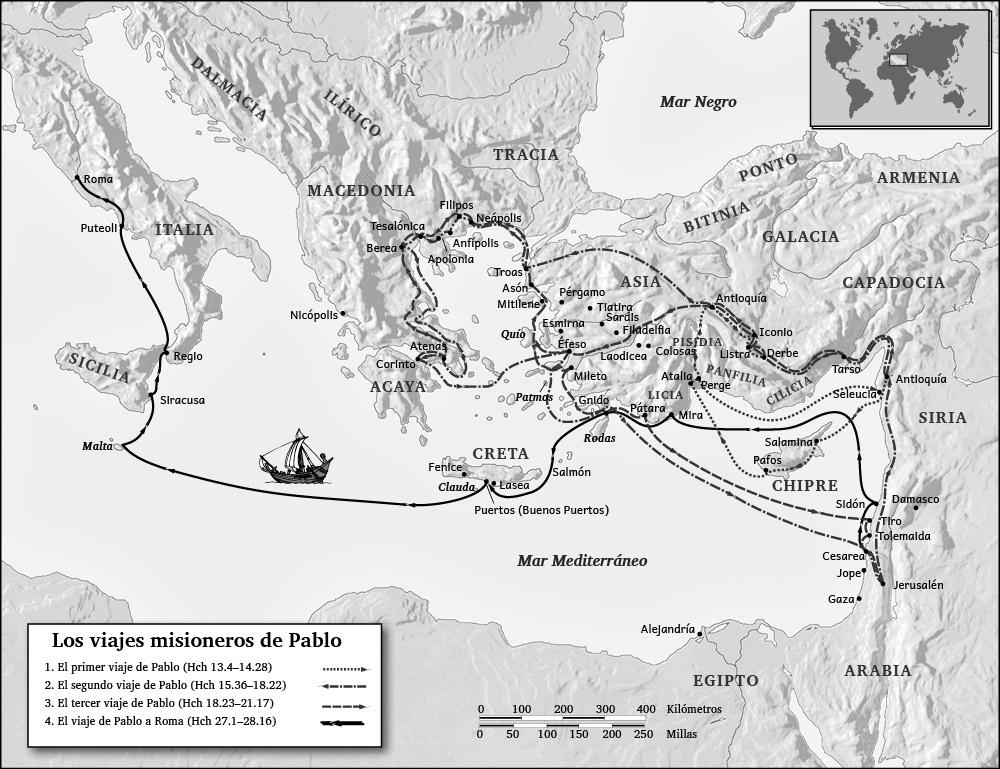 DALMACIA
ILÍRICO
Mar Negro
TRACIA
PONTO
ARMENIA
MACEDONIA
BITINIA
GALACIA
Roma
Puteoli
ITALIA
Filipos
Neápolis
Tesalónica
Anfípolis
Berea
Apolonia
Troas
ASIA
CAPADOCIA
Asón
Mitilene
Pérgamo
Tiatira
Sardis
Antioquía
Nicópolis
Quío
Esmirna
Filadelfia
Iconio
Éfeso
PISIDIA
Listra
Derbe
Laodicea
Colosas
Atenas
Corinto
Regio
SICILIA
Tarso
ACAYA
Mileto
Atalia
Perge
PANFILIA
CILICIA
Antioquía
Seleucia
Siracusa
Patmos
Gnido
LICIA
Pátara
Mira
SIRIA
Malta
Rodas
Salamina
CRETA
Pafos
Fenice
Salmón
Clauda
Lasea
CHIPRE
Puertos (Buenos Puertos)
Sidón
Damasco
Tiro
Tolemaida
Mar Mediterráneo
Cesarea
Jope
Jerusalén
Gaza
Alejandría
EGIPTO
ARABIA
Los viajes misioneros de Pablo
1. El primer viaje de Pablo (Hch 13.4–14.28)
2. El segundo viaje de Pablo (Hch 15.36–18.22)
3. El tercer viaje de Pablo (Hch 18.23–21.17)
4. El viaje de Pablo a Roma (Hch 27.1–28.16)
0 100 200 300 400 Kilómetros
0 50 100 150 200 250 Millas